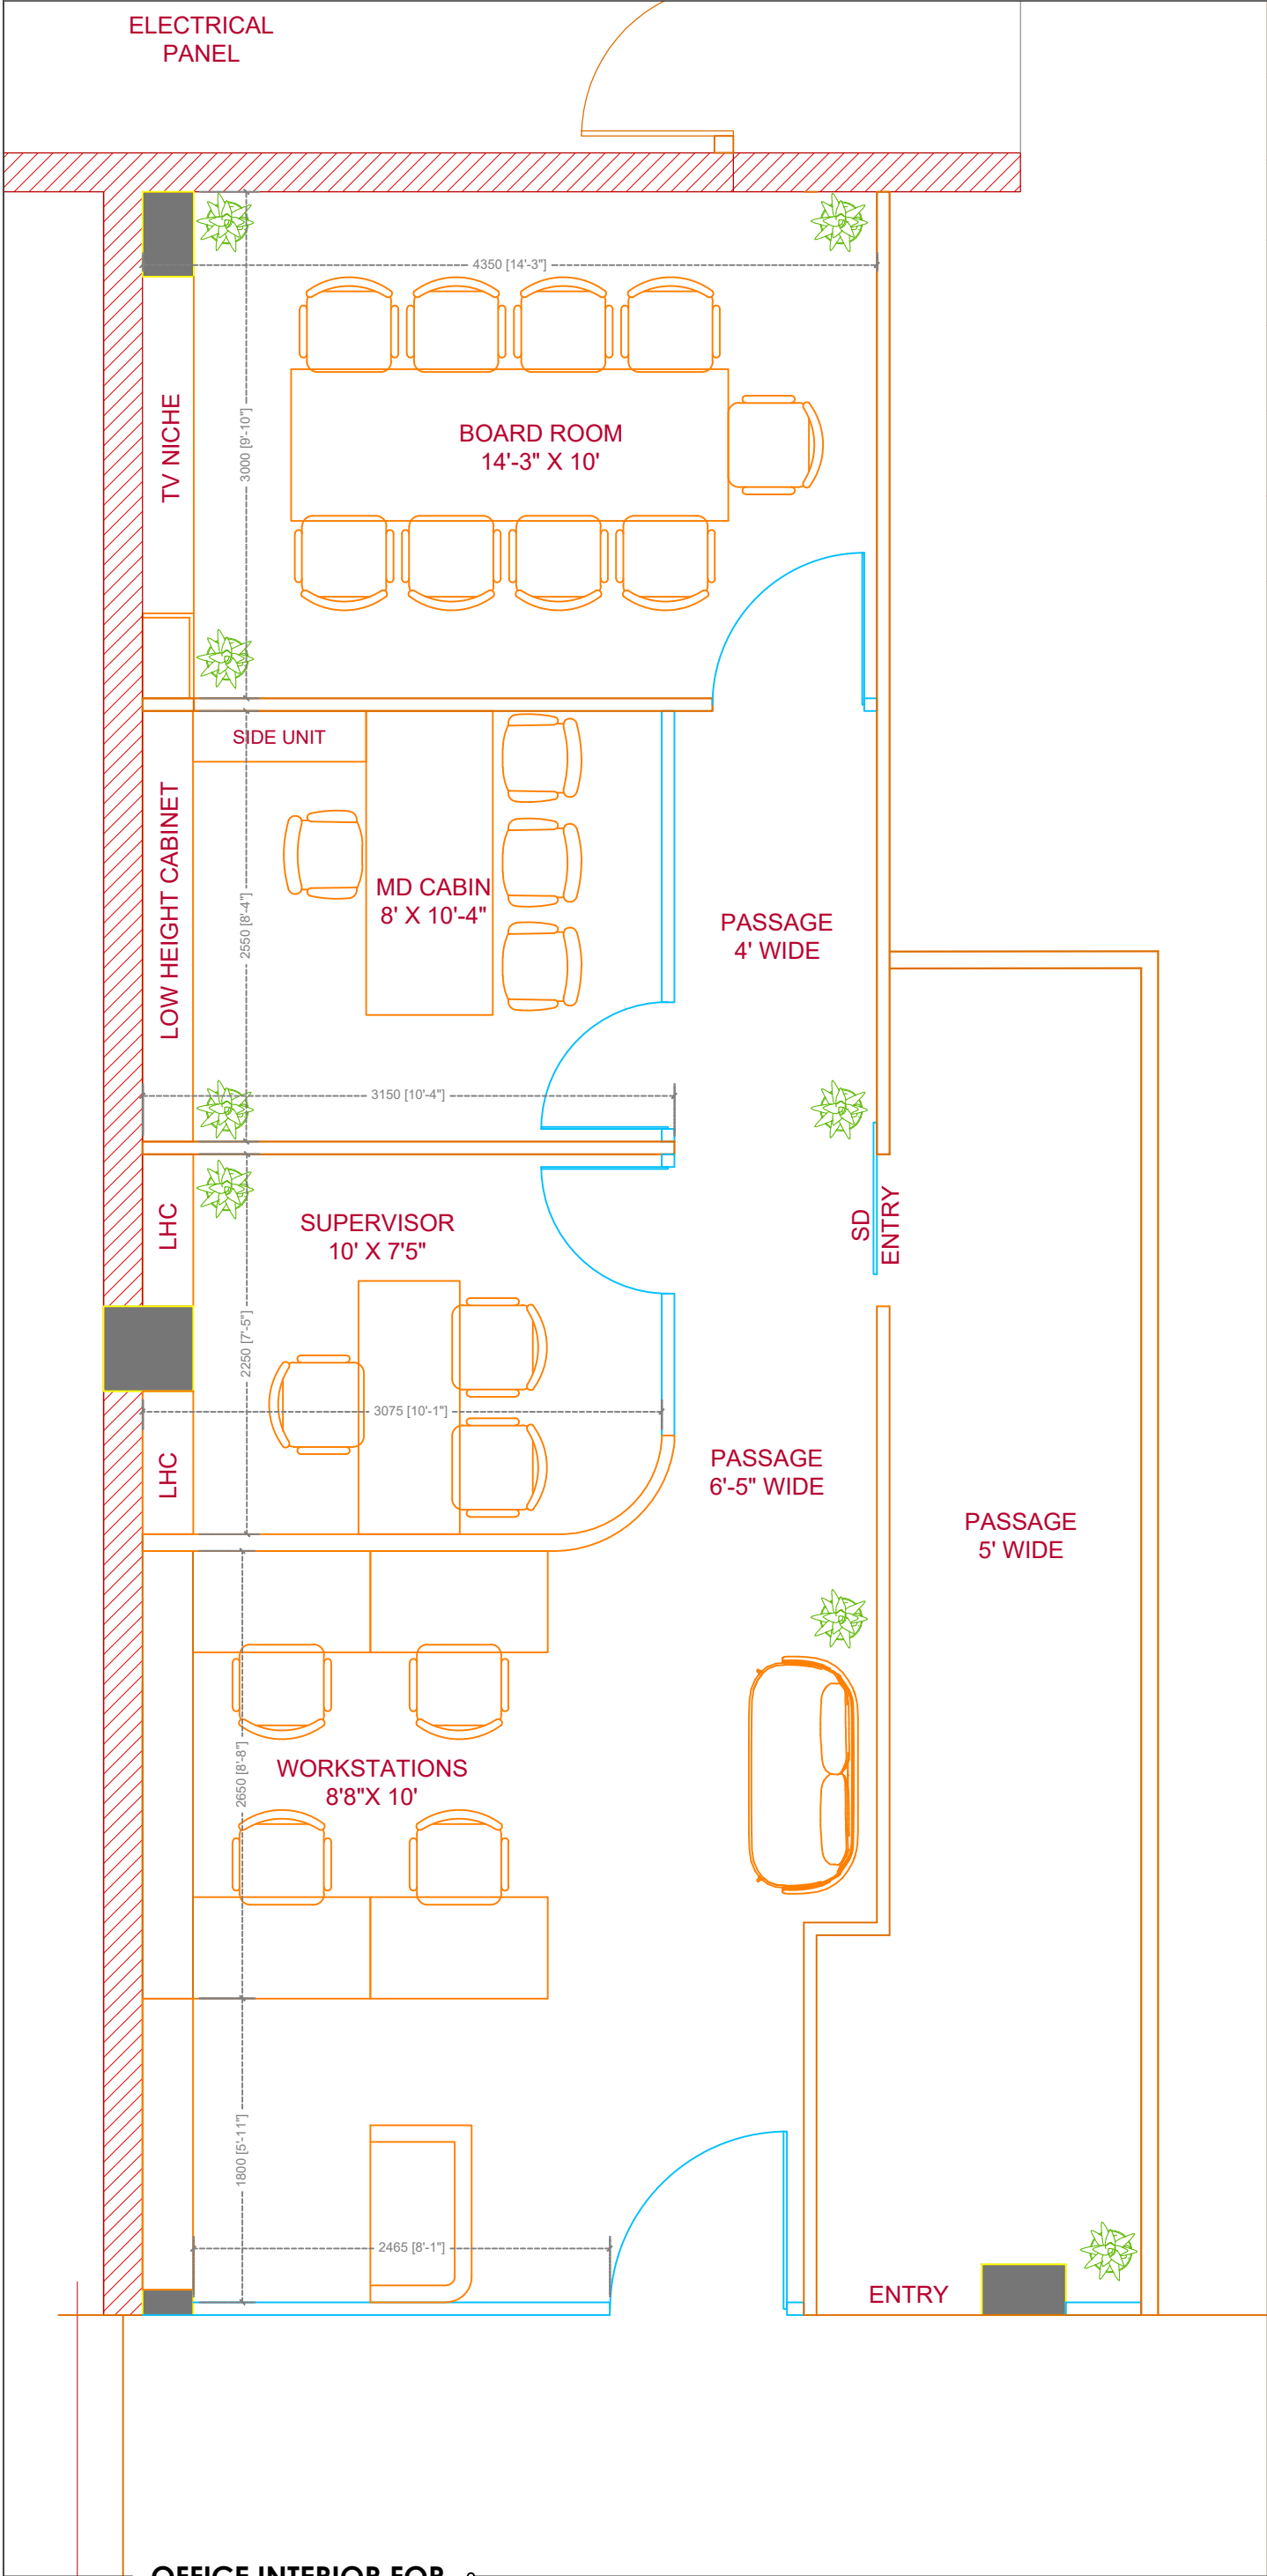 ELECTRICAL
PANEL
4350 [14'-3"]
TV NICHE
3000 [9'-10"]
BOARD ROOM
14'-3" X 10'
SIDE UNIT
LOW HEIGHT CABINET
2550 [8'-4"]
MD CABIN
8' X 10'-4"
PASSAGE
4' WIDE
3150 [10'-4"]
LHC
SUPERVISOR
10' X 7'5"
SD
ENTRY
2250 [7'-5"]
3075 [10'-1"]
LHC
PASSAGE
6'-5" WIDE
PASSAGE
5' WIDE
2650 [8'-8"]
WORKSTATIONS
8'8"X 10'
1800 [5'-11"]
2465 [8'-1"]
ENTRY
OFFICE INTERIOR FOR